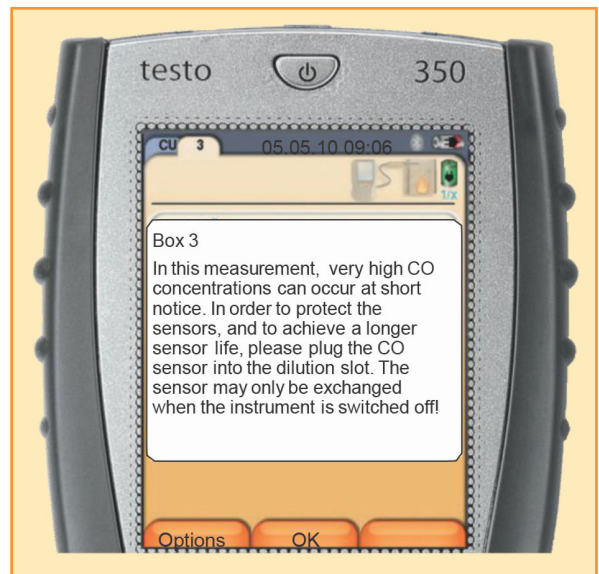 testo 350
CU 3 05.05.10 09:06
1/x
Box 3
In this measurement, very high CO
concentrations can occur at short
notice. In order to protect the
sensors, and to achieve a longer
sensor life, please plug the CO
sensor into the dilution slot. The
sensor may only be exchanged
when the instrument is switched off!
Options OK